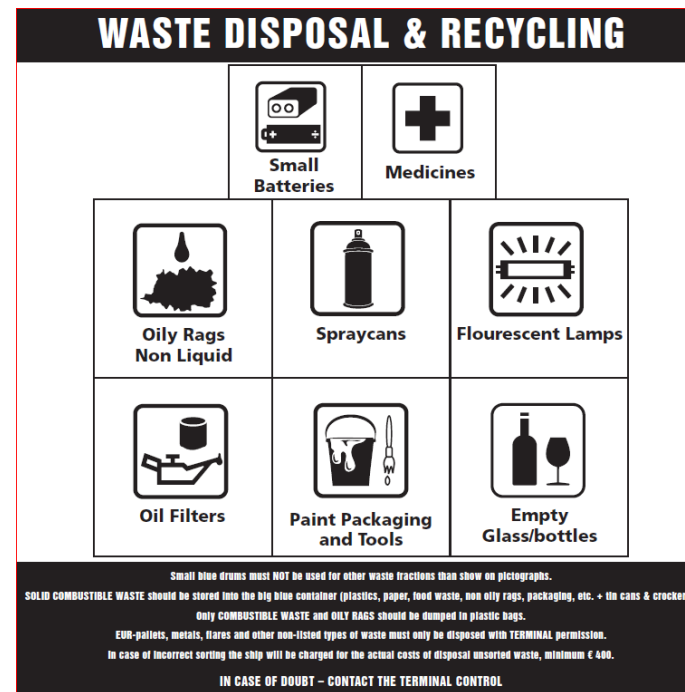 WASTE DISPOSAL & RECYCLING
Small
Batteries
Medicines
Oily Rags
Non Liquid
Spraycans
Flourescent Lamps
Oil Filters
Paint Packaging
and Tools
Empty
Glass/bottles
Small blue drums must NOT be used for other waste fractions than show on pictographs.
SOLID COMBUSTIBLE WASTE should be stored into the big blue container (plastics, paper, food waste, non oily rags, packaging, etc. + tin cans & crocker
Only COMBUSTIBLE WASTE and OILY RAGS should be dumped in plastic bags.
EUR-pallets, metals, flares and other non-listed types of waste must only be disposed with TERMINAL permission.
In case of incorrect sorting the ship will be charged for the actual costs of disposal unsorted waste, minimum € 400.
IN CASE OF DOUBT – CONTACT THE TERMINAL CONTROL